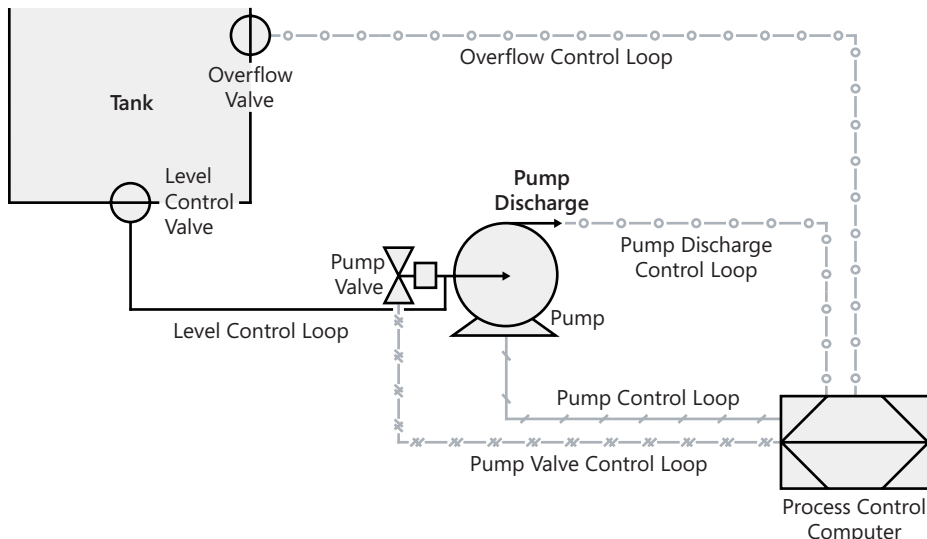 Overflow Control Loop
Overflow
Valve
Tank
Level
Control
Valve
Pump
Discharge
Pump Discharge
Control Loop
Pump
Valve
Pump
Level Control Loop
Pump Control Loop
Pump Valve Control Loop
Process Control
Computer